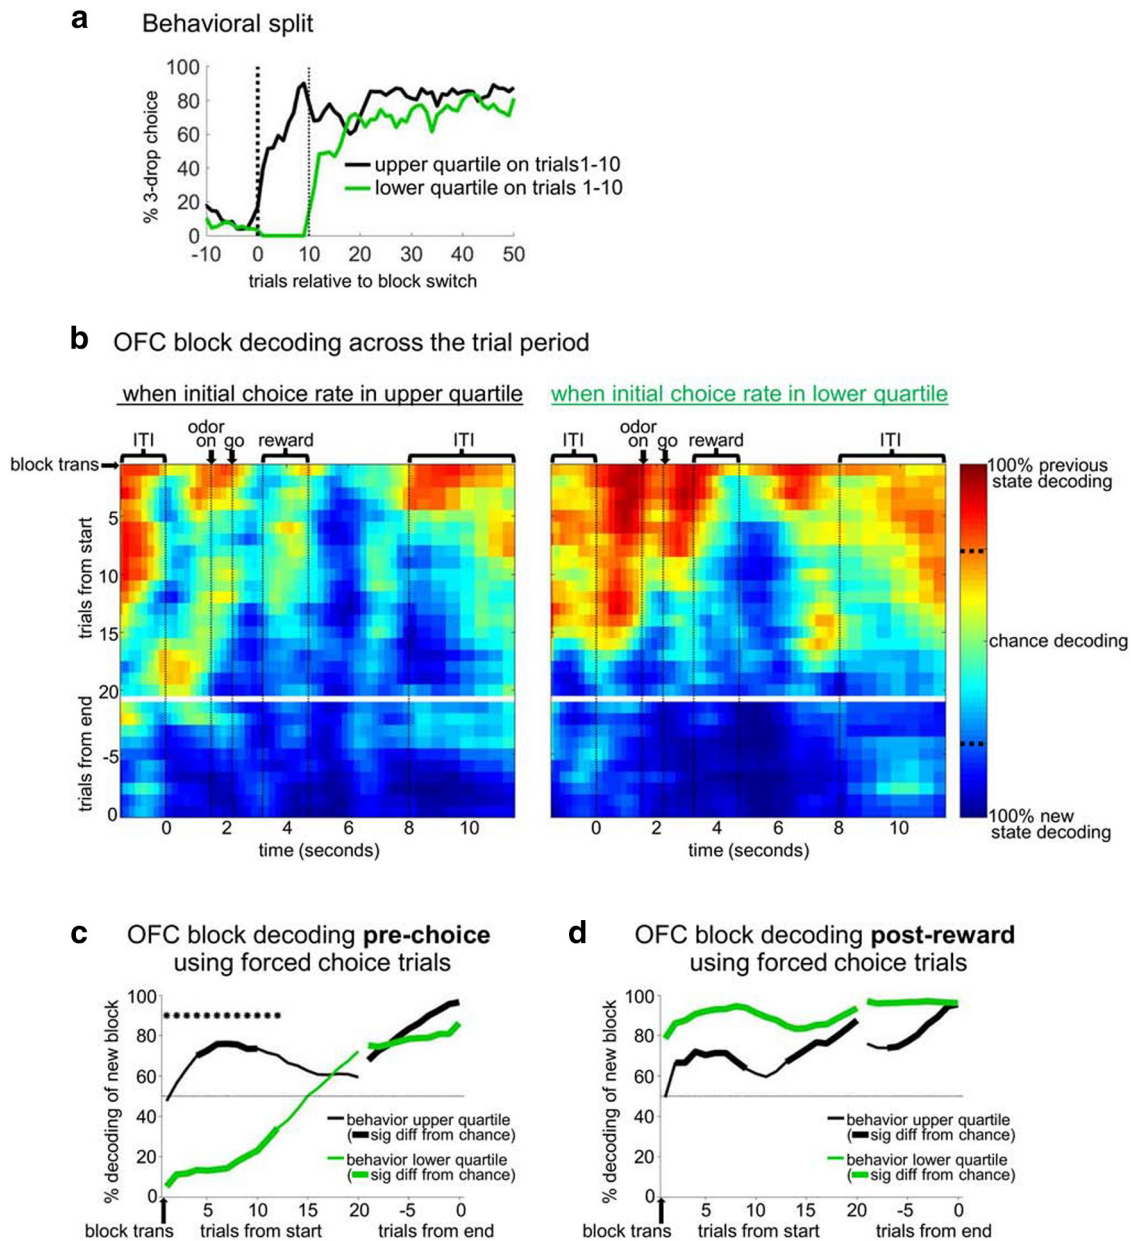 a Behavioral split
% 3-drop choice
100
80
60
40
20
0
upper quartile on trials1-10
lower quartile on trials 1-10
-10 0 10 20 30 40 50
trials relative to block switch
b OFC block decoding across the trial period
when initial choice rate in upper quartile
when initial choice rate in lower quartile
ITI odor on go reward ITI
ITI odor on go reward ITI
block trans
trials from start
5
10
15
20
trials from end
-5
0
0 2 4 6 8 10
time (seconds)
0 2 4 6 8 10
time (seconds)
100% previous
state decoding
chance decoding
100% new
state decoding
c OFC block decoding pre-choice
using forced choice trials
% decoding of new block
100
80
60
40
20
0
behavior upper quartile
(sig diff from chance)
behavior lower quartile
(sig diff from chance)
5 10 15 20 -5 0
block trans trials from start trials from end
d OFC block decoding post-reward
using forced choice trials
% decoding of new block
100
80
60
40
20
0
behavior upper quartile
(sig diff from chance)
behavior lower quartile
(sig diff from chance)
5 10 15 20 -5 0
block trans trials from start trials from end